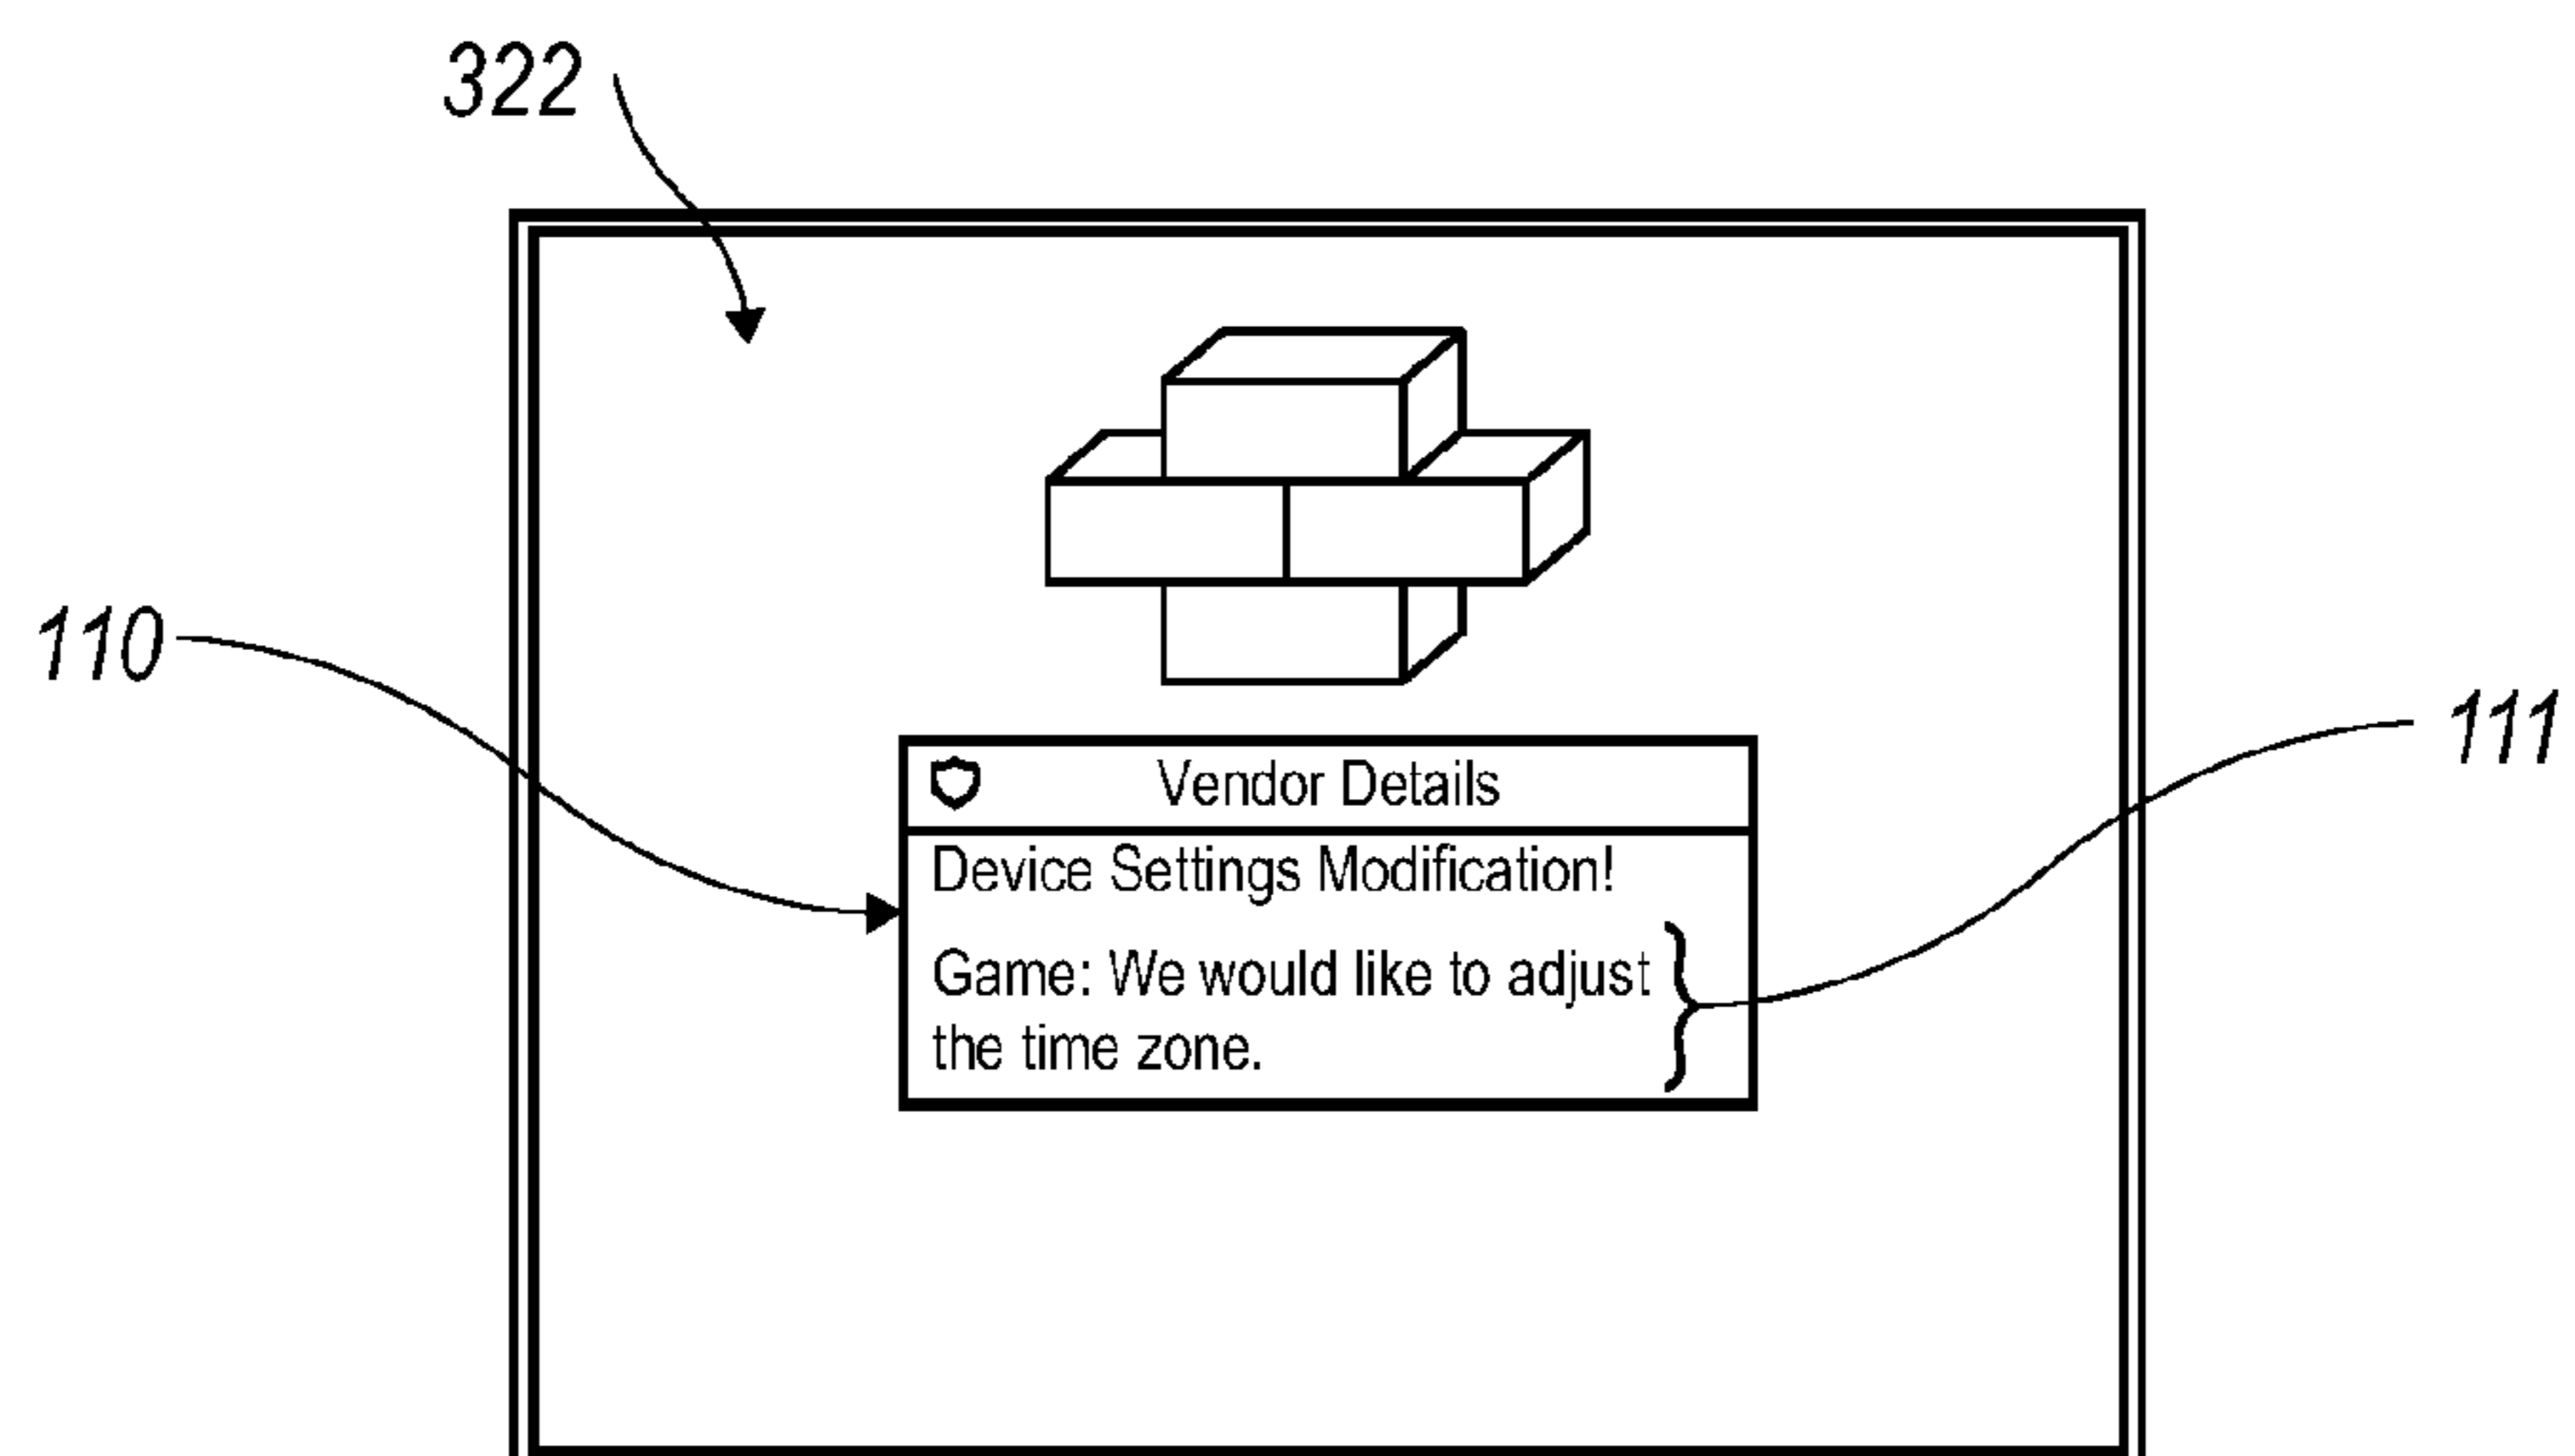 322
110
111
Vendor Details
Device Settings Modification!
Game: We would like to adjust
the time zone.